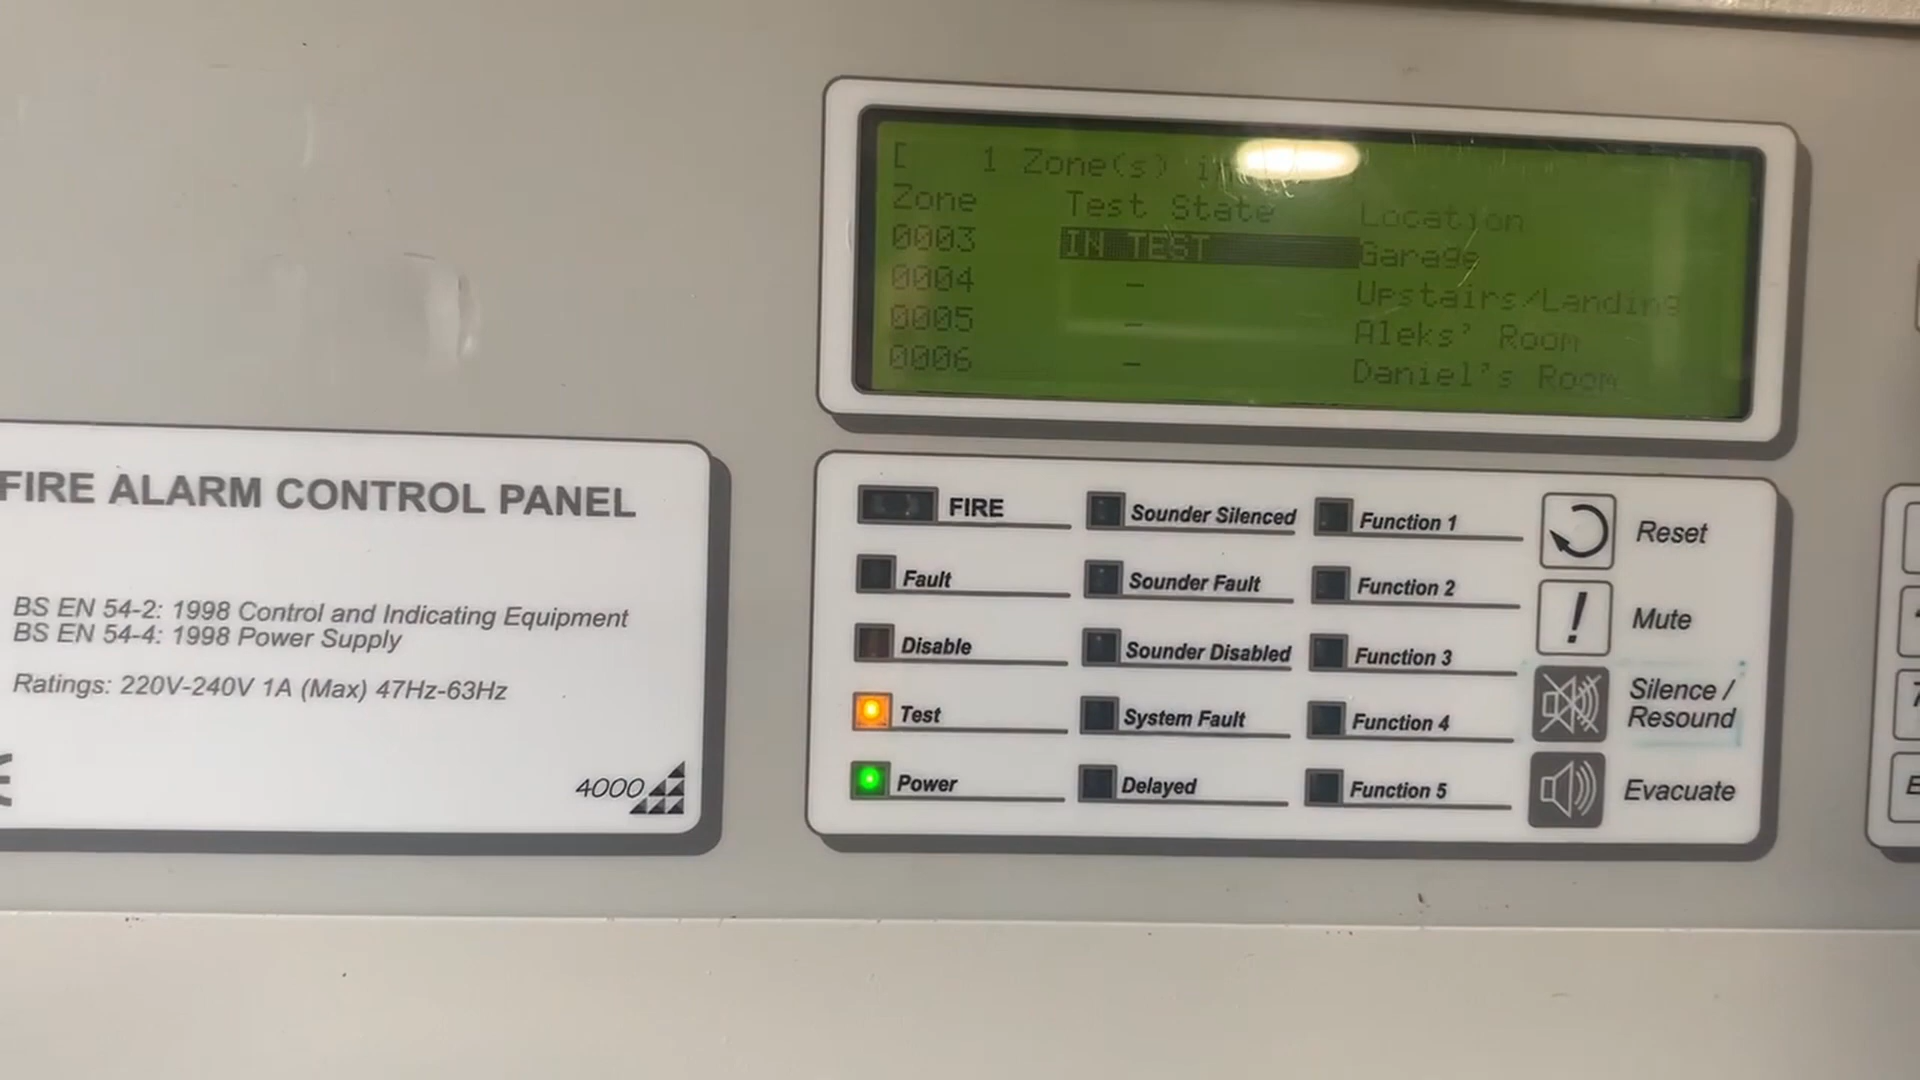 [ 1 Zone(s) i
Zone Test State Location
0003 IN TEST Garage
0004 - Upstairs/Landing
0005 - Aleks' Room
0006 - Daniel's Room
FIRE ALARM CONTROL PANEL
BS EN 54-2: 1998 Control and Indicating Equipment
BS EN 54-4: 1998 Power Supply
Ratings: 220V-240V 1A (Max) 47Hz-63Hz
4000
FIRE
Fault
Disable
Test
Power
Sounder Silenced
Sounder Fault
Sounder Disabled
System Fault
Delayed
Function 1
Function 2
Function 3
Function 4
Function 5
Reset
! Mute
Silence /
Resound
Evacuate